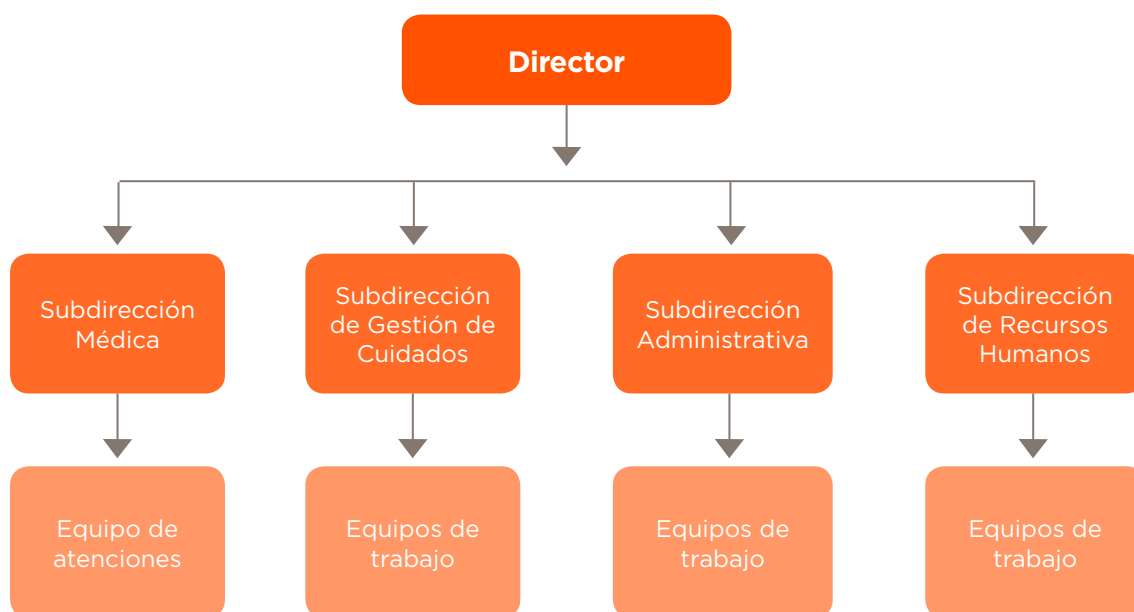 Director
Subdirección
Médica
Subdirección
de Gestión de
Cuidados
Subdirección
Administrativa
Subdirección
de Recursos
Humanos
Equipo de
atenciones
Equipos de
trabajo
Equipos de
trabajo
Equipos de
trabajo